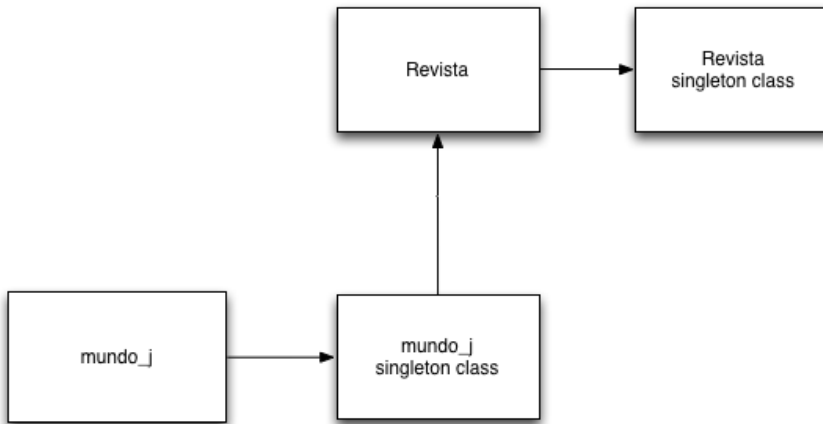 Revista
Revista
singleton class
mundo_j
mundo_j
singleton class